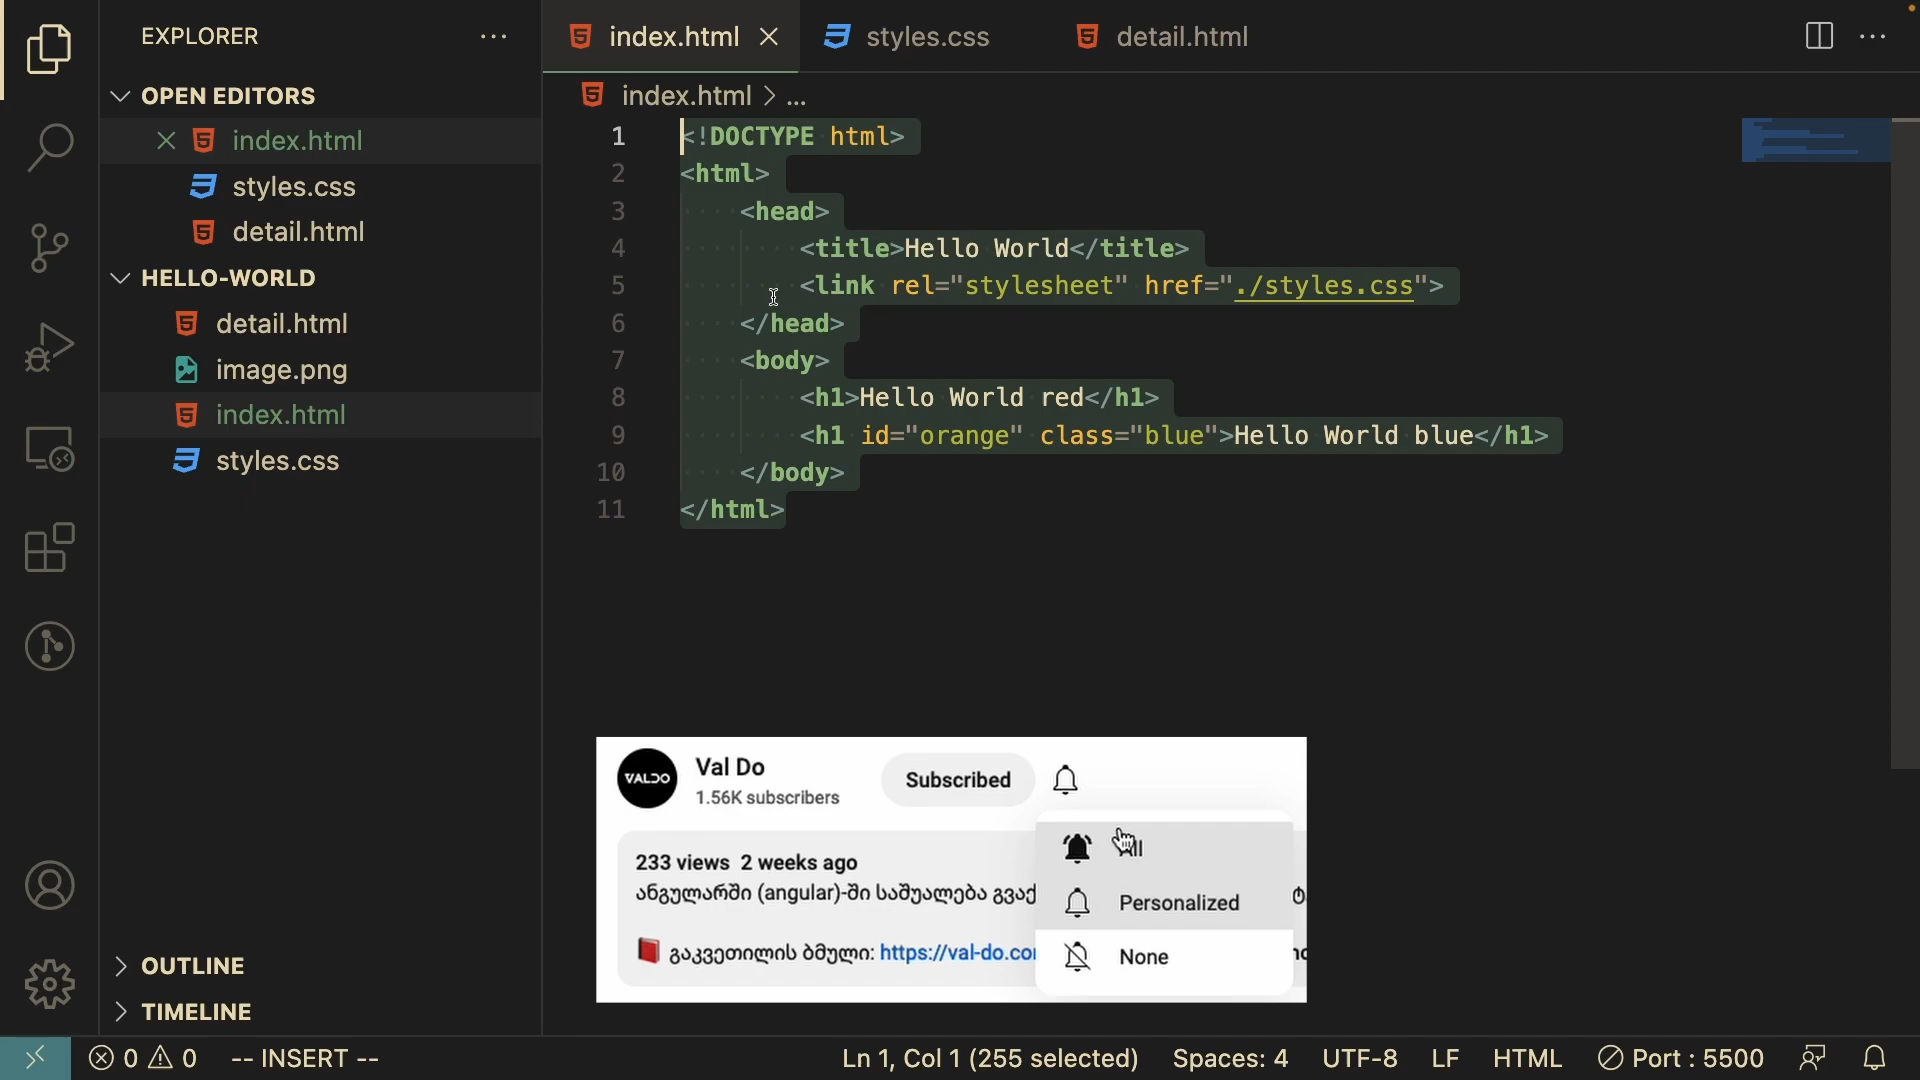 EXPLORER
OPEN EDITORS
index.html
styles.css
detail.html
HELLO-WORLD
detail.html
image.png
index.html
styles.css
OUTLINE
TIMELINE
index.html
styles.css
detail.html
index.html > ...
1 <!DOCTYPE html>
2 <html>
3 <head>
4 <title>Hello World</title>
5 <link rel="stylesheet" href="./styles.css">
6 </head>
7 <body>
8 <h1>Hello World red</h1>
9 <h1 id="orange" class="blue">Hello World blue</h1>
10 </body>
11 </html>
VALDO
Val Do
1.56K subscribers
Subscribed
233 views 2 weeks ago
ანგულარში (angular)-ში საშუალება
გაკვეთილის ბმული: https://val-do.co
Personalized
None
0 0 -- INSERT -- Ln 1, Col 1 (255 selected) Spaces: 4 UTF-8 LF HTML Port : 5500